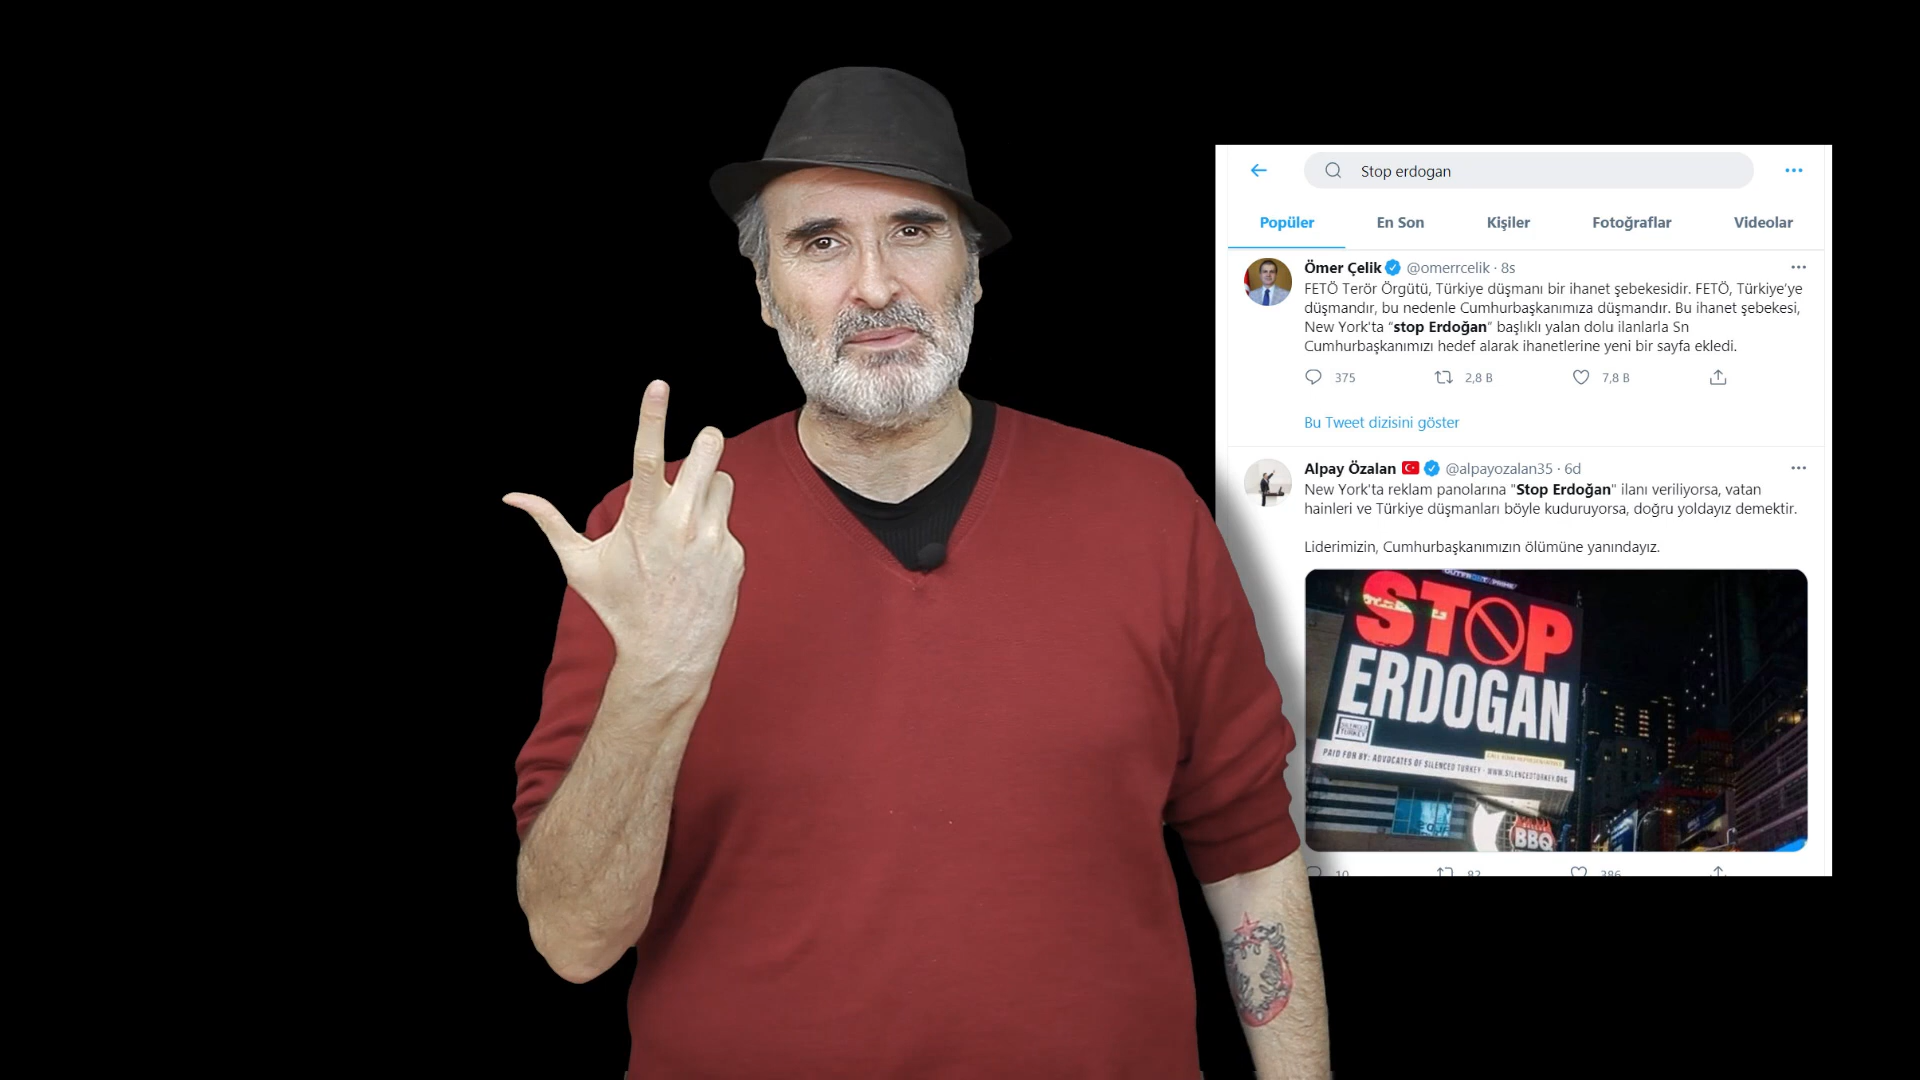 Stop erdogan
Popüler En Son Kişiler Fotoğraflar Videolar
Ömer Çelik @omerrcelik · 8s
FETÖ Terör Örgütü, Türkiye düşmanı bir ihanet şebekesidir. FETÖ, Türkiye'ye
düşmandır, bu nedenle Cumhurbaşkanımıza düşmandır. Bu ihanet şebekesi,
New York'ta “stop Erdoğan” başlıklı yalan dolu ilanlarla Sn
Cumhurbaşkanımızı hedef alarak ihanetlerine yeni bir sayfa ekledi.
375 2,8 B 7,8 B
Bu Tweet dizisini göster
Alpay Özalan @alpayozalan35 · 6d
New York'ta reklam panolarına "Stop Erdoğan" ilanı veriliyorsa, vatan
hainleri ve Türkiye düşmanları böyle kuduruyorsa, doğru yoldayız demektir.
Liderimizin, Cumhurbaşkanımızın ölümüne yanındayız.
STOP
ERDOGAN
SILENCED
TURKEY
PAID FOR BY: ADVOCATES OF SILENCED TURKEY · WWW.SILENCEDTURKEY.ORG
BBQ
10 82 386